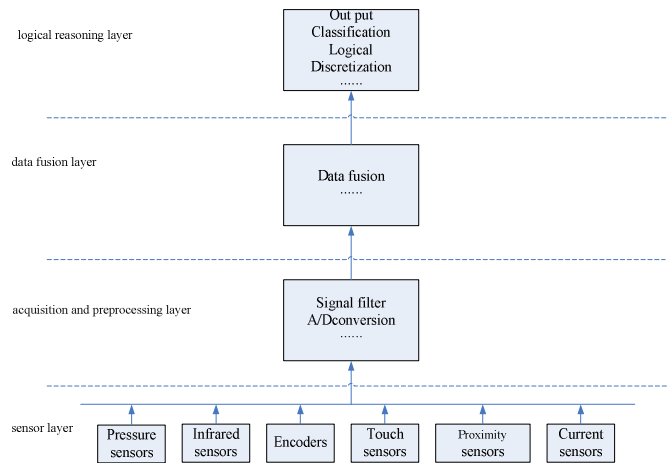 Out put
logical reasoning layer
Classification
Logical
Discretization
......
data fusion layer
Data fusion
......
acquisition and preprocessing layer
Signal filter
A/Dconversion
......
sensor layer
Pressure
sensors
Infrared
sensors
Encoders
Touch
sensors
Proximity
sensors
Current
sensors